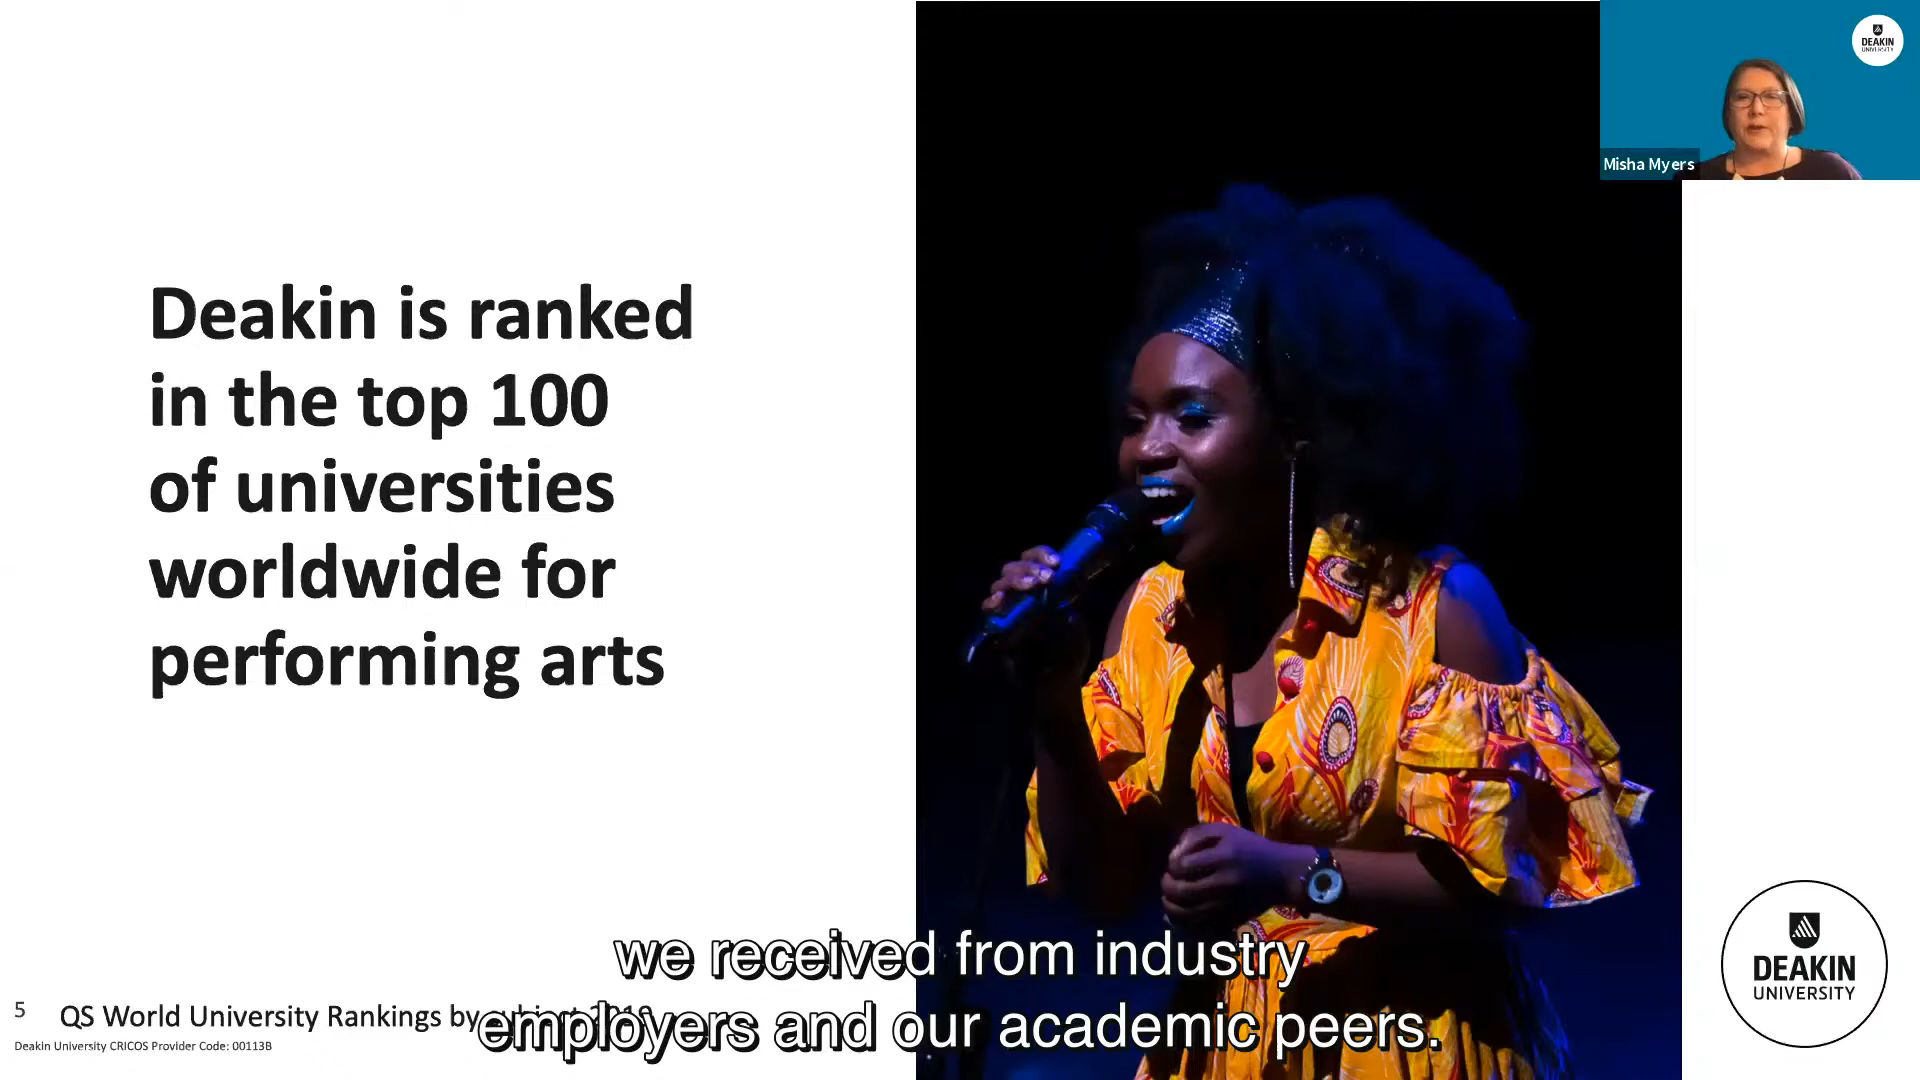 DEAKIN
UNIVERSITY
Misha Myers
Deakin is ranked
in the top 100
of universities
worldwide for
performing arts
we received from industry
employers and our academic peers.
5
QS World University Rankings by
Deakin University CRICOS Provider Code: 00113B
DEAKIN
UNIVERSITY